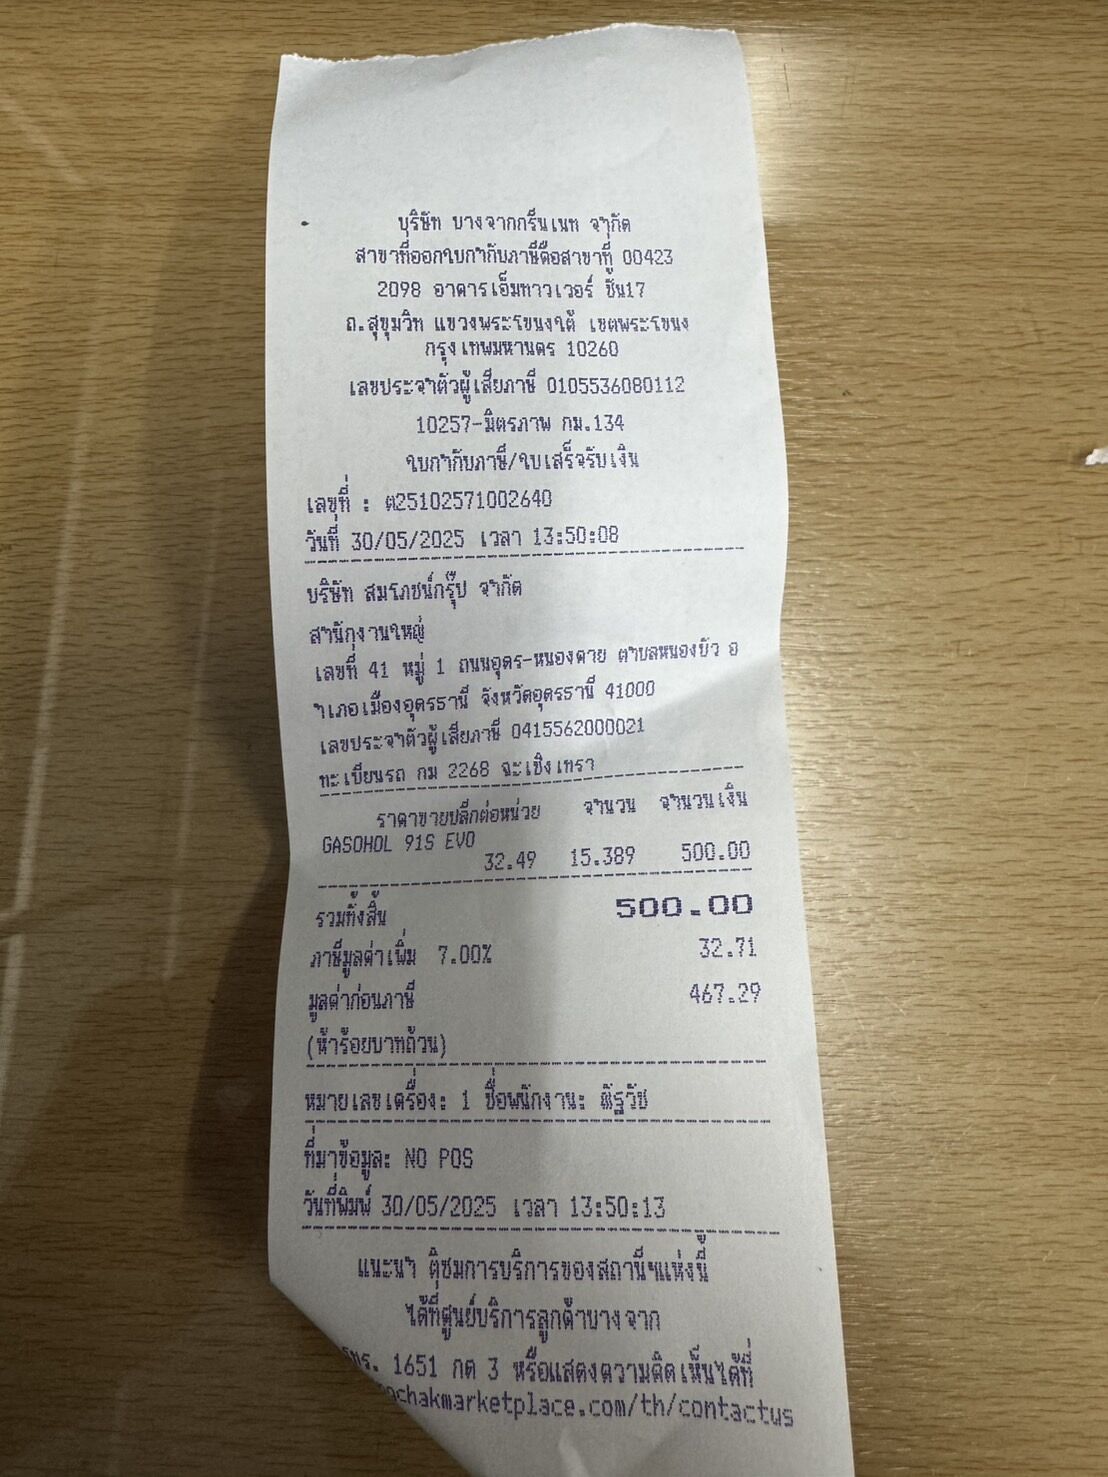 บริษัท บางจากกรีนเนท จำกัด
สาขาที่ออกใบกำกับภาษีคือสาขาที่ 00423
2098 อาคารเอ็มทาวเวอร์ ชั้น17
ถ.สุขุมวิท แขวงพระโขนงใต้ เขตพระโขนง
กรุงเทพมหานคร 10260
เลขประจำตัวผู้เสียภาษี 0105536080112
10257-มิตรภาพ กม.134
ใบกำกับภาษี/ใบเสร็จรับเงิน
เลขที่ : ต25102571002640
วันที่ 30/05/2025 เวลา 13:50:08
บริษัท สมโภชน์กรุ๊ป จำกัด
สำนักงานใหญ่
เลขที่ 41 หมู่ 1 ถนนอุดร-หนองคาย ตำบลหนองบัว อ
ำเภอเมืองอุดรธานี จังหวัดอุดรธานี 41000
เลขประจำตัวผู้เสียภาษี 0415562000021
ทะเบียนรถ กม 2268 ฉะเชิงเทรา
ราคาขายปลีกต่อหน่วย จำนวน จำนวนเงิน
GASOHOL 91S EVO
32.49 15.389 500.00
รวมทั้งสิ้น 500.00
ภาษีมูลค่าเพิ่ม 7.00% 32.71
มูลค่าก่อนภาษี 467.29
(ห้าร้อยบาทถ้วน)
หมายเลขเครื่อง: 1 ชื่อพนักงาน: ณัฐวัช
ที่มาข้อมูล: NO POS
วันที่พิมพ์ 30/05/2025 เวลา 13:50:13
แนะนำ ติชมการบริการของสถานีฯแห่งนี้
ได้ที่ศูนย์บริการลูกค้าบางจาก
โทร. 1651 กด 3 หรือแสดงความคิดเห็นได้ที่
chakmarketplace.com/th/contactus